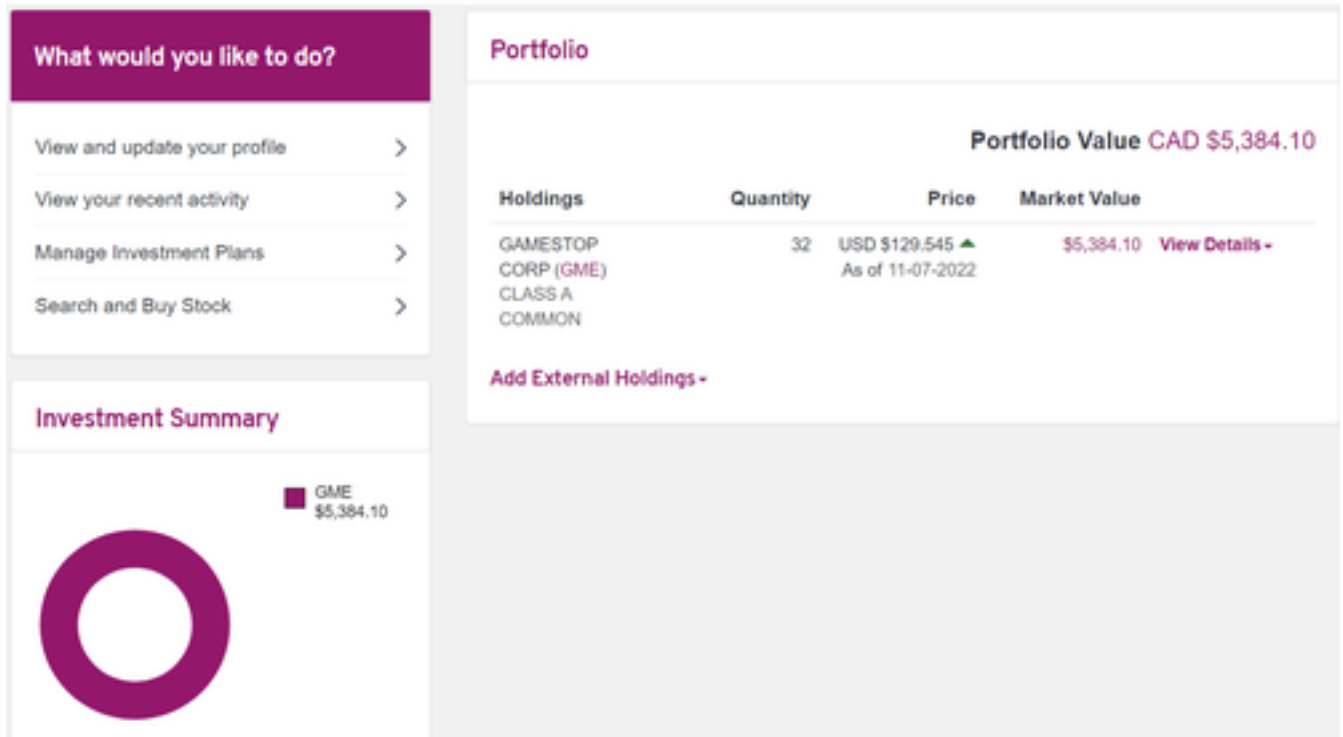 What would you like to do?
View and update your profile
View your recent activity
Manage Investment Plans
Search and Buy Stock
Investment Summary
GME
$5,384.10
Portfolio
Portfolio Value CAD $5,384.10
Holdings Quantity Price Market Value
GAMESTOP 32 USD $129.545 $5,384.10 View Details
CORP (GME) As of 11-07-2022
CLASS A
COMMON
Add External Holdings